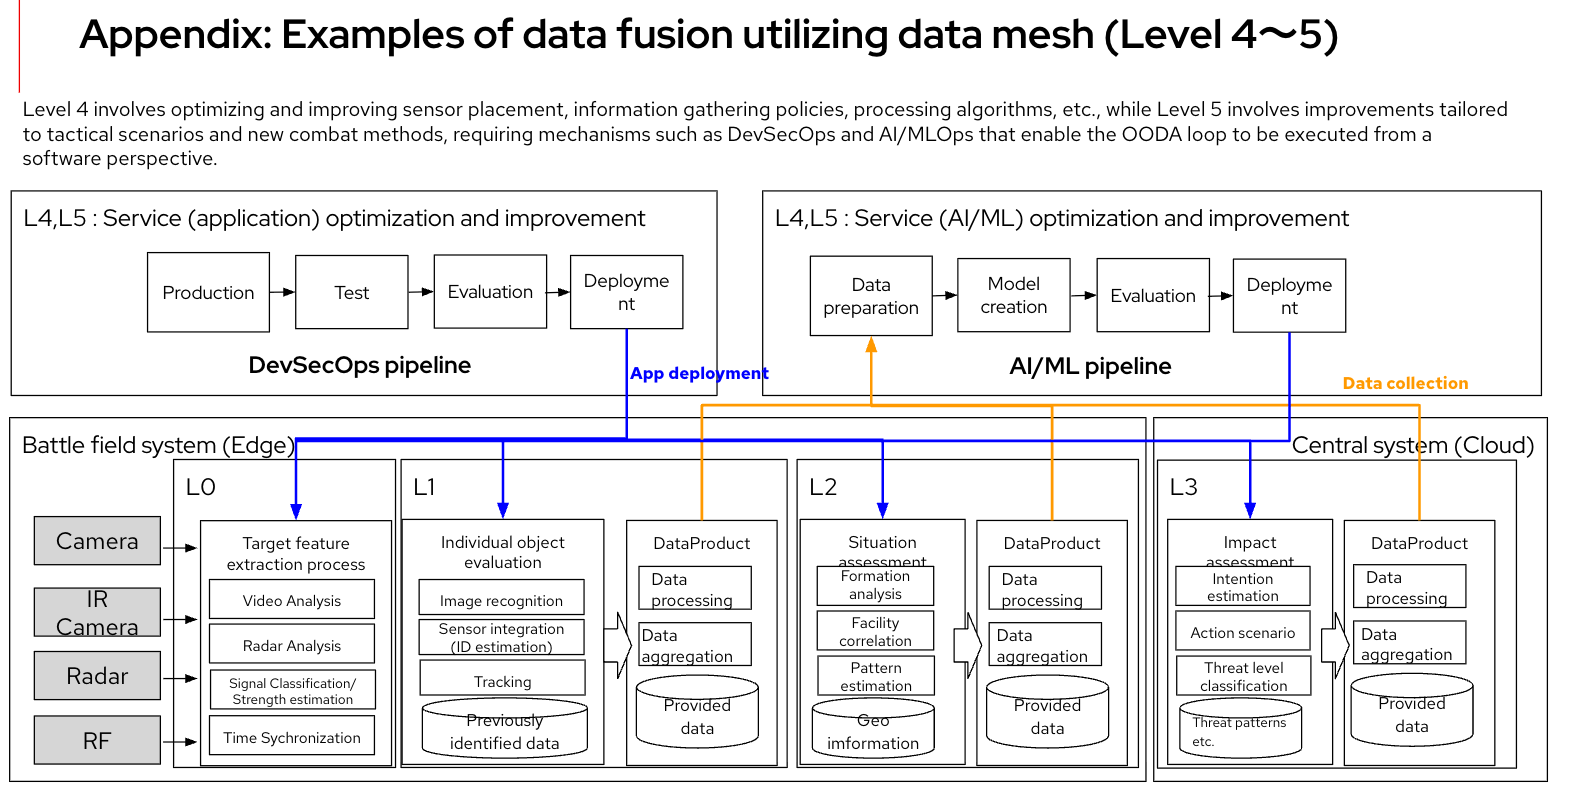 Appendix: Examples of data fusion utilizing data mesh (Level 4～5)
Level 4 involves optimizing and improving sensor placement, information gathering policies, processing algorithms, etc., while Level 5 involves improvements tailored
to tactical scenarios and new combat methods, requiring mechanisms such as DevSecOps and AI/MLOps that enable the OODA loop to be executed from a
software perspective.
L4,L5 : Service (application) optimization and improvement
Production
Test
Evaluation
Deployme
nt
DevSecOps pipeline
App deployment
L4,L5 : Service (AI/ML) optimization and improvement
Data
preparation
Model
creation
Evaluation
Deployme
nt
AI/ML pipeline
Data collection
Battle field system (Edge)
Camera
IR
Camera
Radar
RF
L0
Target feature
extraction process
Video Analysis
Radar Analysis
Signal Classification/
Strength estimation
Time Sychronization
L1
Individual object
evaluation
Image recognition
Sensor integration
(ID estimation)
Tracking
Previously
identified data
DataProduct
Data
processing
Data
aggregation
Provided
data
L2
Situation
assessment
Formation
analysis
Facility
correlation
Pattern
estimation
Geo
imformation
DataProduct
Data
processing
Data
aggregation
Provided
data
Central system (Cloud)
L3
Impact
assessment
Intention
estimation
Action scenario
Threat level
classification
Threat patterns
etc.
DataProduct
Data
processing
Data
aggregation
Provided
data